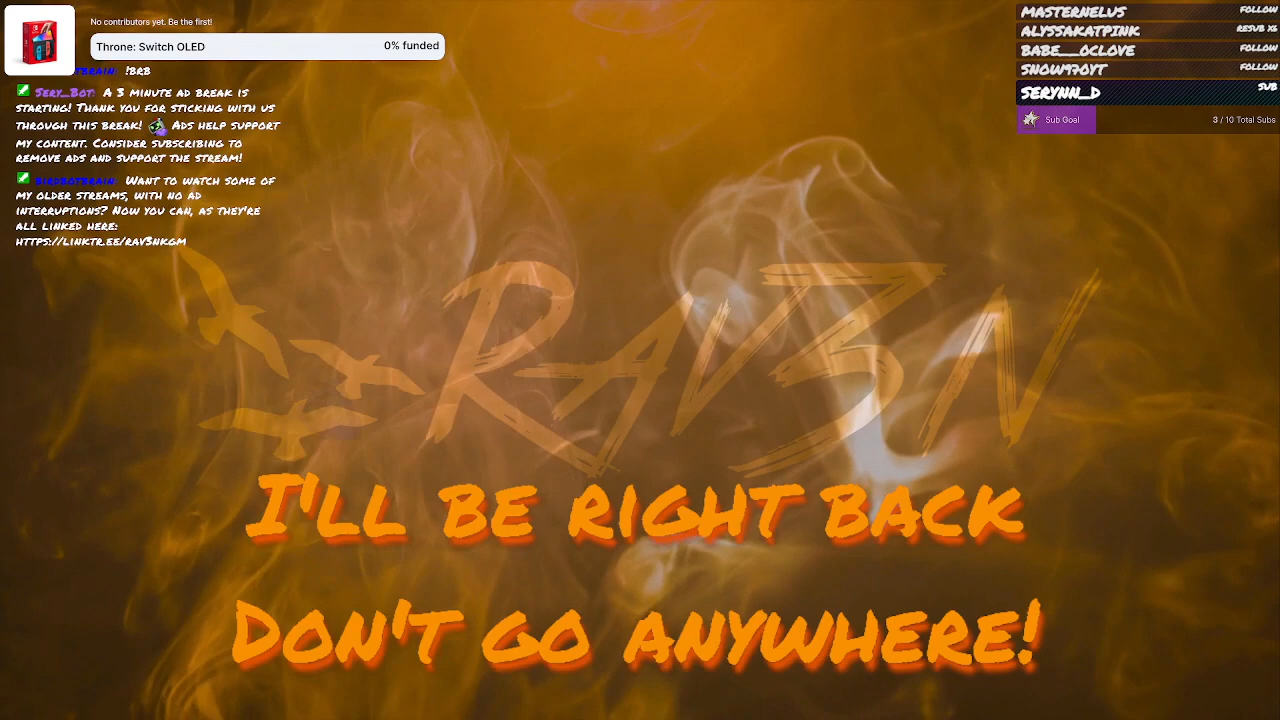 No contributors yet. Be the first!
Throne: Switch OLED 0% funded
!BRB
Sery_Bot: A 3 minute ad break is
starting! Thank you for sticking with us
through this break! Ads help support
my content. Consider subscribing to
remove ads and support the stream!
BirdBotBrain: Want to watch some of
my older streams, with no ad
interruptions? Now you can, as they're
all linked here:
https://linktr.ee/rav3nkgm
MASTERNELUS FOLLOW
ALYSSAKATPINK RESUB X6
BABE__OCLOVE FOLLOW
SNOW970YT FOLLOW
SERYNN_D SUB
Sub Goal 3 / 10 Total Subs
RAV3N
I'LL BE RIGHT BACK
DON'T GO ANYWHERE!